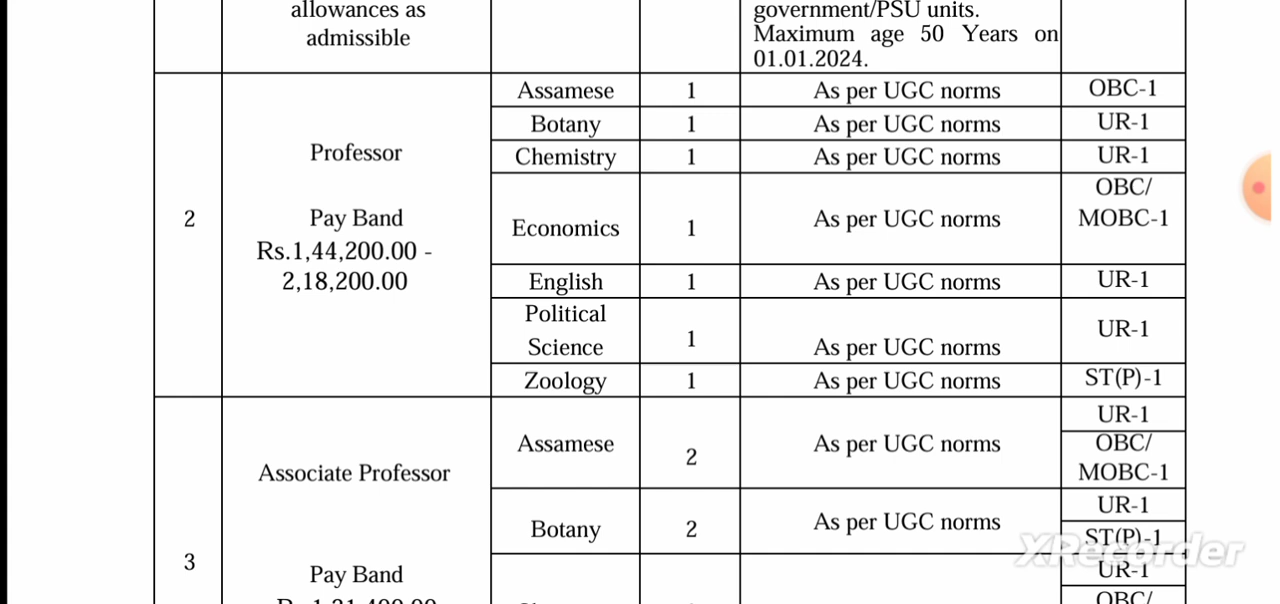 allowances as
admissible
government/PSU units.
Maximum age 50 Years on
01.01.2024.
2
Professor
Pay Band
Rs.1,44,200.00 -
2,18,200.00
Assamese 1 As per UGC norms OBC-1
Botany 1 As per UGC norms UR-1
Chemistry 1 As per UGC norms UR-1
Economics 1 As per UGC norms OBC/
MOBC-1
English 1 As per UGC norms UR-1
Political
Science 1 As per UGC norms UR-1
Zoology 1 As per UGC norms ST(P)-1
3
Associate Professor
Pay Band
Assamese 2 As per UGC norms UR-1
OBC/
MOBC-1
Botany 2 As per UGC norms UR-1
ST(P)-1
UR-1
OBC/
XRecorder